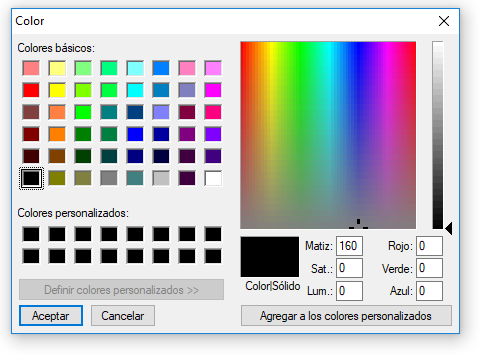 Color
Colores básicos:
Colores personalizados:
Definir colores personalizados >>
Aceptar
Cancelar
Color|Sólido
Matiz: 160
Sat.: 0
Lum.: 0
Rojo: 0
Verde: 0
Azul: 0
Agregar a los colores personalizados